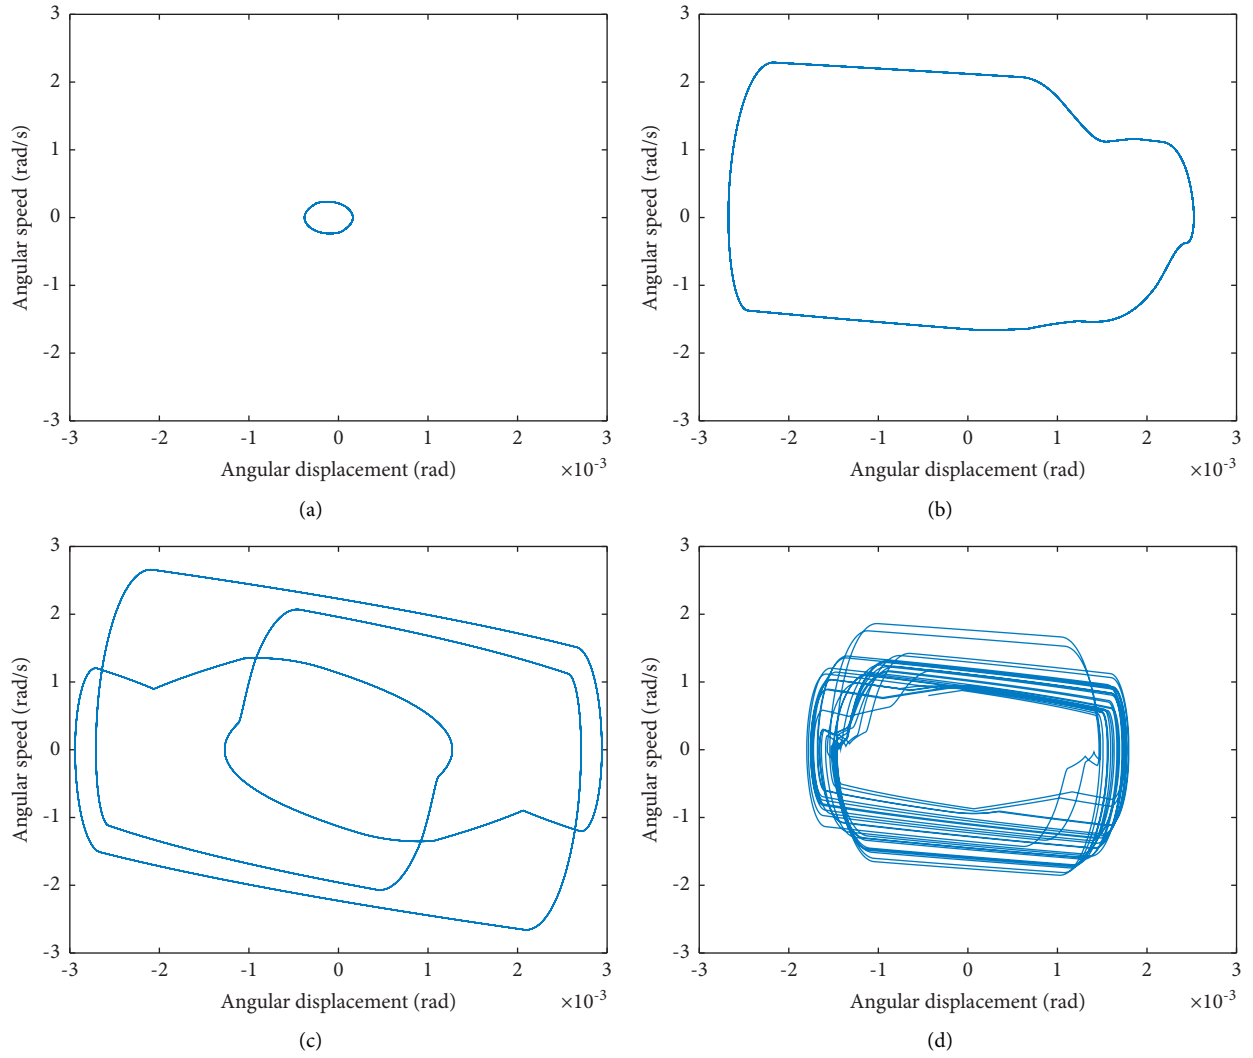 3
2
1
0
-1
-2
-3
Angular speed (rad/s)
-3 -2 -1 0 1 2 3
Angular displacement (rad) ×10-3
(a)
3
2
1
0
-1
-2
-3
Angular speed (rad/s)
-3 -2 -1 0 1 2 3
Angular displacement (rad) ×10-3
(b)
3
2
1
0
-1
-2
-3
Angular speed (rad/s)
-3 -2 -1 0 1 2 3
Angular displacement (rad) ×10-3
(c)
3
2
1
0
-1
-2
-3
Angular speed (rad/s)
-3 -2 -1 0 1 2 3
Angular displacement (rad) ×10-3
(d)